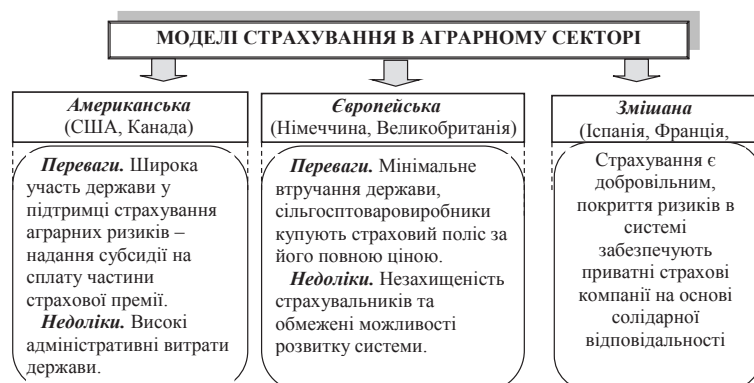 МОДЕЛІ СТРАХУВАННЯ В АГРАРНОМУ СЕКТОРІ
Американська
(США, Канада)
Переваги. Широка
участь держави у
підтримці страхування
аграрних ризиків –
надання субсидії на
сплату частини
страхової премії.
Недоліки. Високі
адміністративні витрати
держави.
Європейська
(Німеччина, Великобританія)
Переваги. Мінімальне
втручання держави,
сільгосптоваровиробники
купують страховий поліс за
його повною ціною.
Недоліки. Незахищеність
страхувальників та
обмежені можливості
розвитку системи.
Змішана
(Іспанія, Франція,
Страхування є
добровільним,
покриття ризиків в
системі
забезпечують
приватні страхові
компанії на основі
солідарної
відповідальності